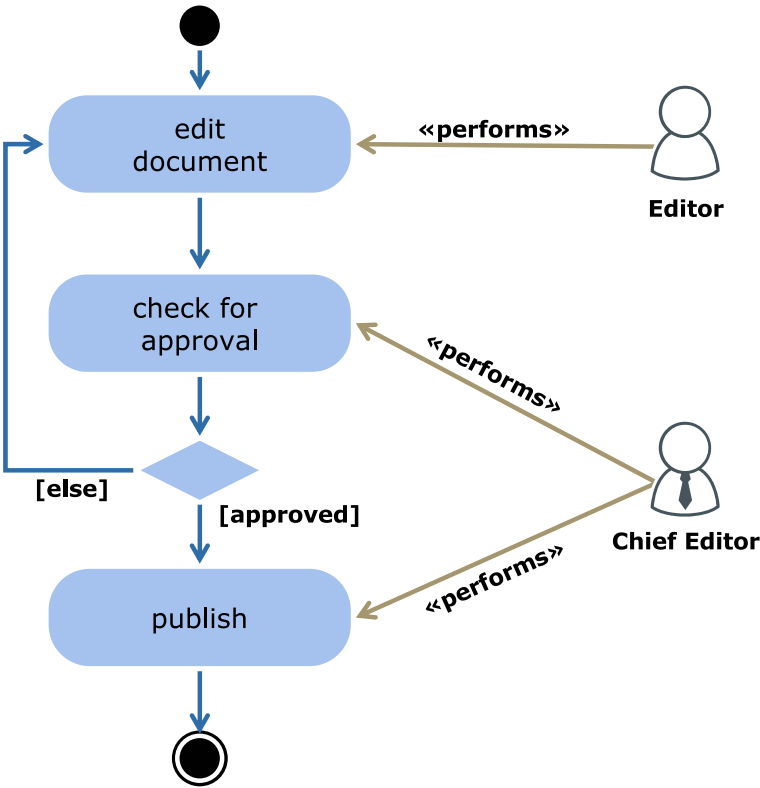 edit
document
«performs»
Editor
check for
approval
«performs»
[else]
[approved]
Chief Editor
«performs»
publish